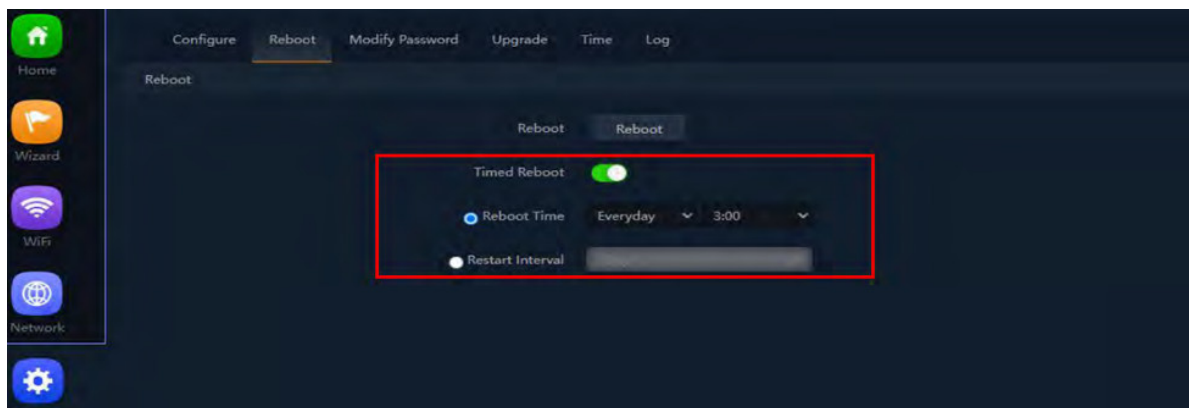 Configure Reboot Modify Password Upgrade Time Log
Home
Reboot
Reboot Reboot
Wizard
Timed Reboot
Reboot Time Everyday 3:00
WiFi
Restart Interval
Network